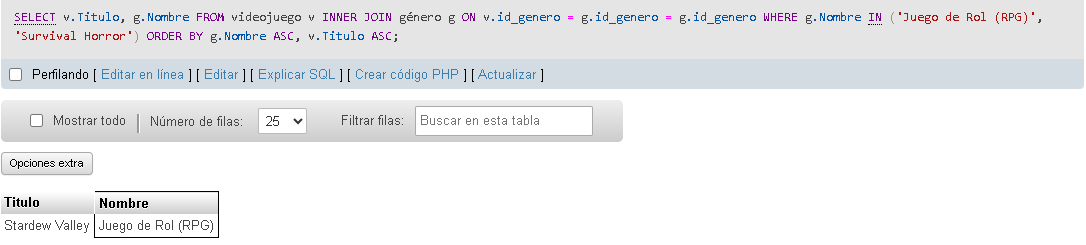 SELECT v.Titulo, g.Nombre FROM videojuego v INNER JOIN género g ON v.id_genero = g.id_genero = g.id_genero WHERE g.Nombre IN ('Juego de Rol (RPG)',
'Survival Horror') ORDER BY g.Nombre ASC, v.Titulo ASC;
Perfilando [ Editar en línea ] [ Editar ] [ Explicar SQL ] [ Crear código PHP ] [ Actualizar ]
Mostrar todo Número de filas: 25 Filtrar filas: Buscar en esta tabla
Opciones extra
Titulo Nombre
Stardew Valley Juego de Rol (RPG)